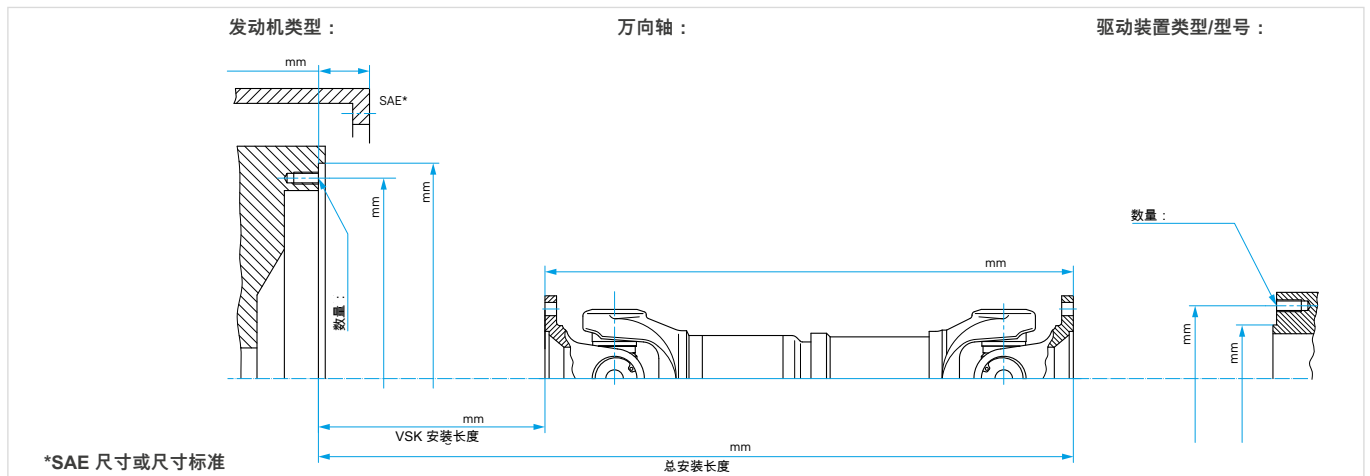 发动机类型：
万向轴：
驱动装置类型/型号：
mm
SAE*
mm
mm
数量：
数量：
mm
mm
mm
mm
VSK 安装长度
mm
总安装长度
*SAE 尺寸或尺寸标准